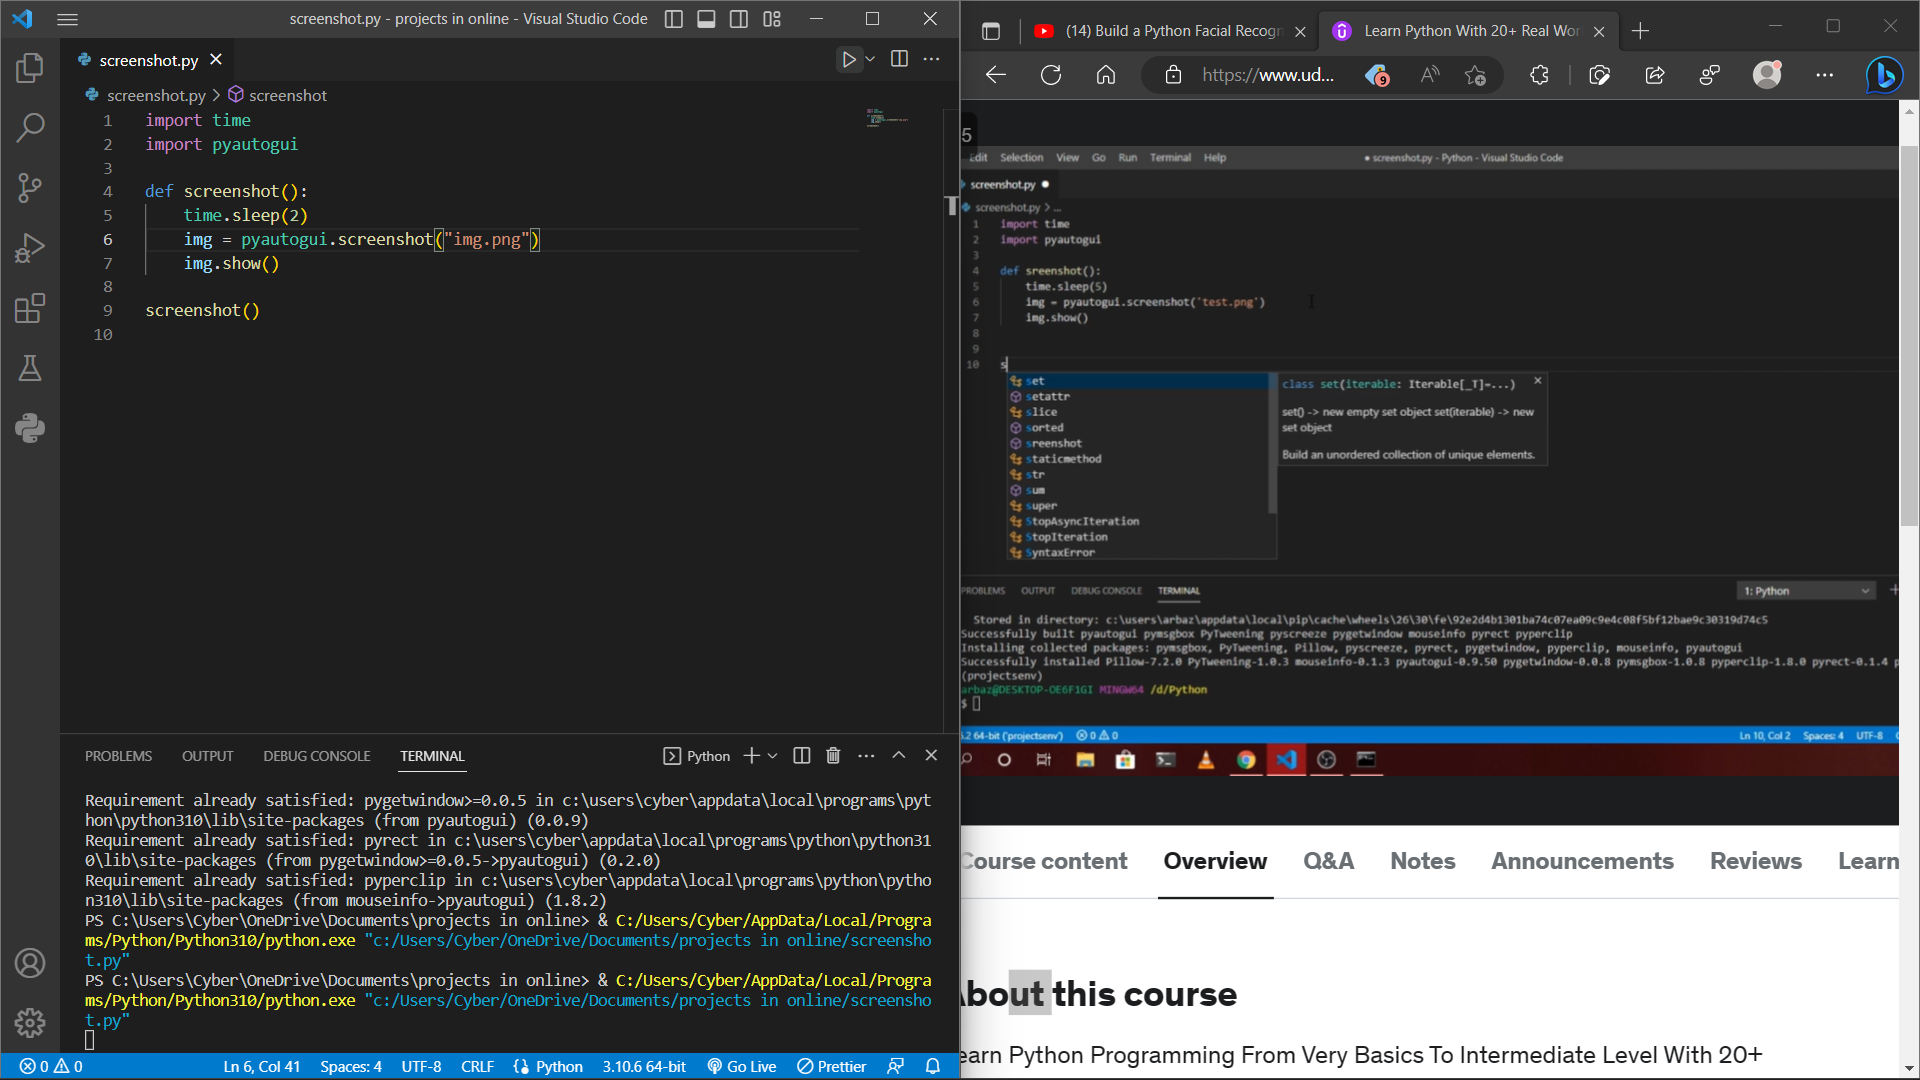 screenshot.py - projects in online - Visual Studio Code
screenshot.py
screenshot.py > screenshot
1 import time
2 import pyautogui
3
4 def screenshot():
5 time.sleep(2)
6 img = pyautogui.screenshot("img.png")
7 img.show()
8
9 screenshot()
10
PROBLEMS OUTPUT DEBUG CONSOLE TERMINAL
Python
Requirement already satisfied: pygetwindow>=0.0.5 in c:\users\cyber\appdata\local\programs\pyt
hon\python310\lib\site-packages (from pyautogui) (0.0.9)
Requirement already satisfied: pyrect in c:\users\cyber\appdata\local\programs\python\python31
0\lib\site-packages (from pygetwindow>=0.0.5->pyautogui) (0.2.0)
Requirement already satisfied: pyperclip in c:\users\cyber\appdata\local\programs\python\pytho
n310\lib\site-packages (from mouseinfo->pyautogui) (1.8.2)
PS C:\Users\Cyber\OneDrive\Documents\projects in online> & C:/Users/Cyber/AppData/Local/Progra
ms/Python/Python310/python.exe "c:/Users/Cyber/OneDrive/Documents/projects in online/screensho
t.py"
PS C:\Users\Cyber\OneDrive\Documents\projects in online> & C:/Users/Cyber/AppData/Local/Progra
ms/Python/Python310/python.exe "c:/Users/Cyber/OneDrive/Documents/projects in online/screensho
t.py"
0 0 Ln 6, Col 41 Spaces: 4 UTF-8 CRLF Python 3.10.6 64-bit Go Live Prettier
(14) Build a Python Facial Recogn
Learn Python With 20+ Real Wor
https://www.ud...
9
5
Edit Selection View Go Run Terminal Help
● screenshot.py - Python - Visual Studio Code
screenshot.py ●
screenshot.py > ...
1 import time
2 import pyautogui
3
4 def sreenshot():
5 time.sleep(5)
6 img = pyautogui.screenshot('test.png')
7 img.show()
8
9
10 s
set
setattr
slice
sorted
sreenshot
staticmethod
str
sum
super
StopAsyncIteration
StopIteration
SyntaxError
class set(iterable: Iterable[_T]=...)
set() -> new empty set object set(iterable) -> new
set object
Build an unordered collection of unique elements.
PROBLEMS OUTPUT DEBUG CONSOLE TERMINAL
1: Python
Stored in directory: c:\users\arbaz\appdata\local\pip\cache\wheels\26\30\fe\92e2d4b1301ba74c07ea09c9e4c08f5bf12bae9c30319d74c5
Successfully built pyautogui pymsgbox PyTweening pyscreeze pygetwindow mouseinfo pyrect pyperclip
Installing collected packages: pymsgbox, PyTweening, Pillow, pyscreeze, pyrect, pygetwindow, pyperclip, mouseinfo, pyautogui
Successfully installed Pillow-7.2.0 PyTweening-1.0.3 mouseinfo-0.1.3 pyautogui-0.9.50 pygetwindow-0.0.8 pymsgbox-1.0.8 pyperclip-1.8.0 pyrect-0.1.4 p
(projectsenv)
arbaz@DESKTOP-OE6F1GI MINGW64 /d/Python
$
.2 64-bit ('projectsenv') 0 0 Ln 10, Col 2 Spaces: 4 UTF-8
Course content Overview Q&A Notes Announcements Reviews Learn
About this course
earn Python Programming From Very Basics To Intermediate Level With 20+